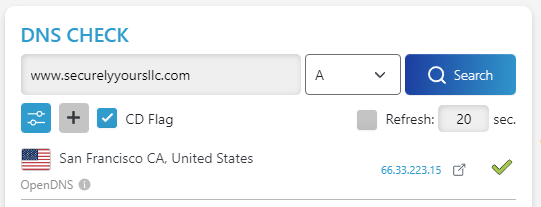 DNS CHECK
www.securelyyoursllc.com A Search
CD Flag Refresh: 20 sec.
San Francisco CA, United States
66.33.223.15
OpenDNS